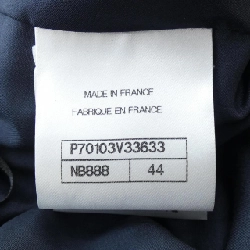 MADE IN FRANCE
FABRIQUE EN FRANCE
P70103V33633
NB888 44